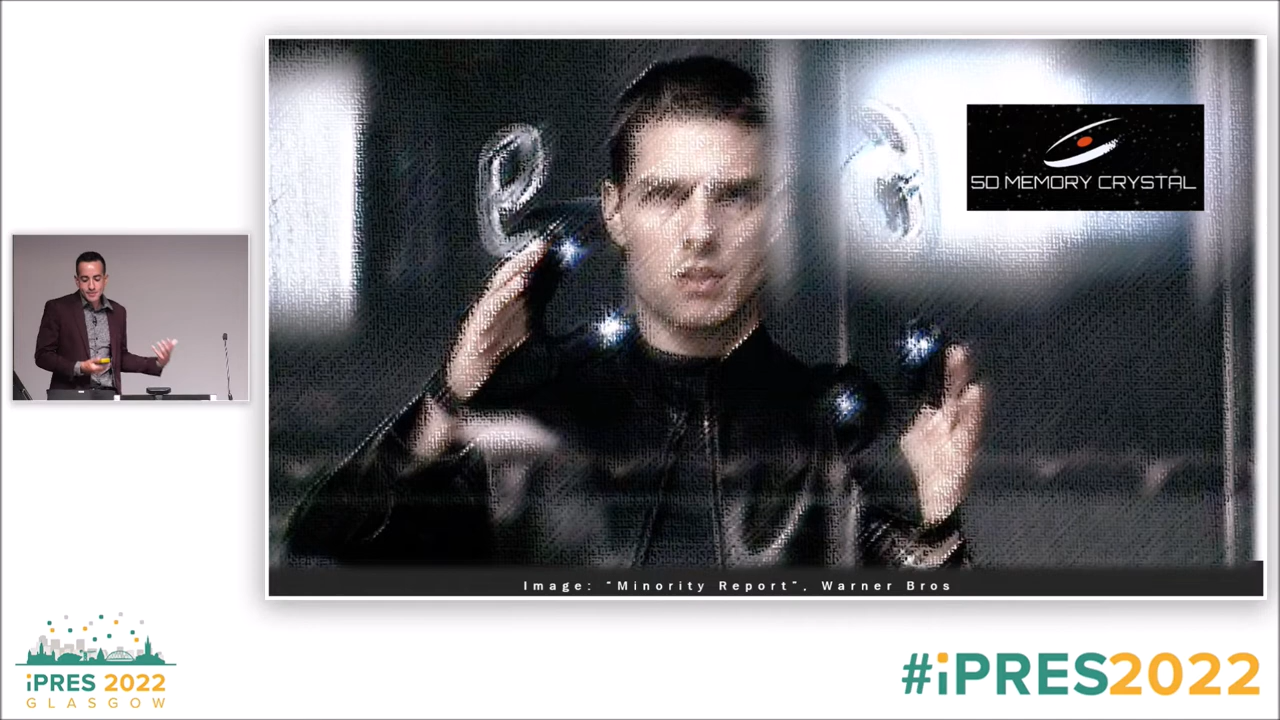 5D MEMORY CRYSTAL
Image: "Minority Report", Warner Bros
iPRES 2022
GLASGOW
#iPRES2022